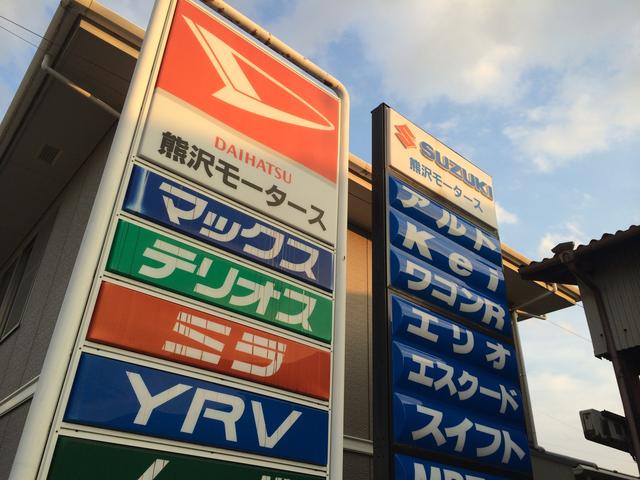 DAIHATSU
熊沢モータース
マックス
テリオス
ミラ
YRV
SUZUKI
熊沢モータース
アルト
Kei
ワゴンR
エリオ
エスクード
スイフト